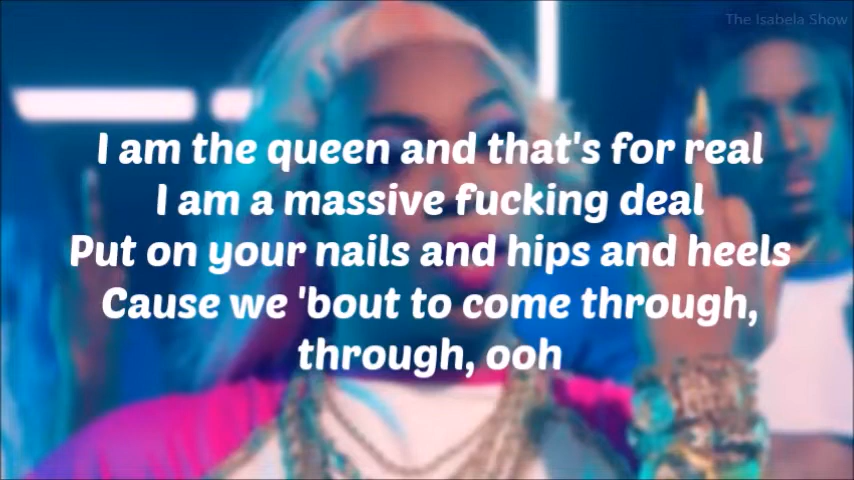 The Isabela Show
I am the queen and that's for real
I am a massive fucking deal
Put on your nails and hips and heels
Cause we 'bout to come through,
through, ooh